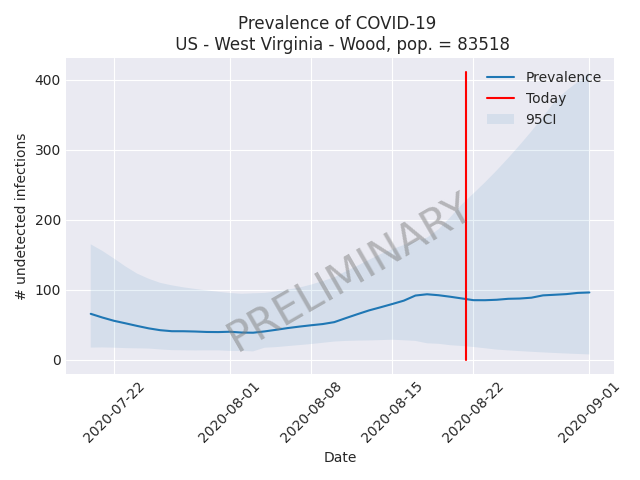 Prevalence of COVID-19
US - West Virginia - Wood, pop. = 83518
# undetected infections
400
300
200
100
0
Prevalence
Today
95CI
PRELIMINARY
2020-07-22
2020-08-01
2020-08-08
2020-08-15
2020-08-22
2020-09-01
Date